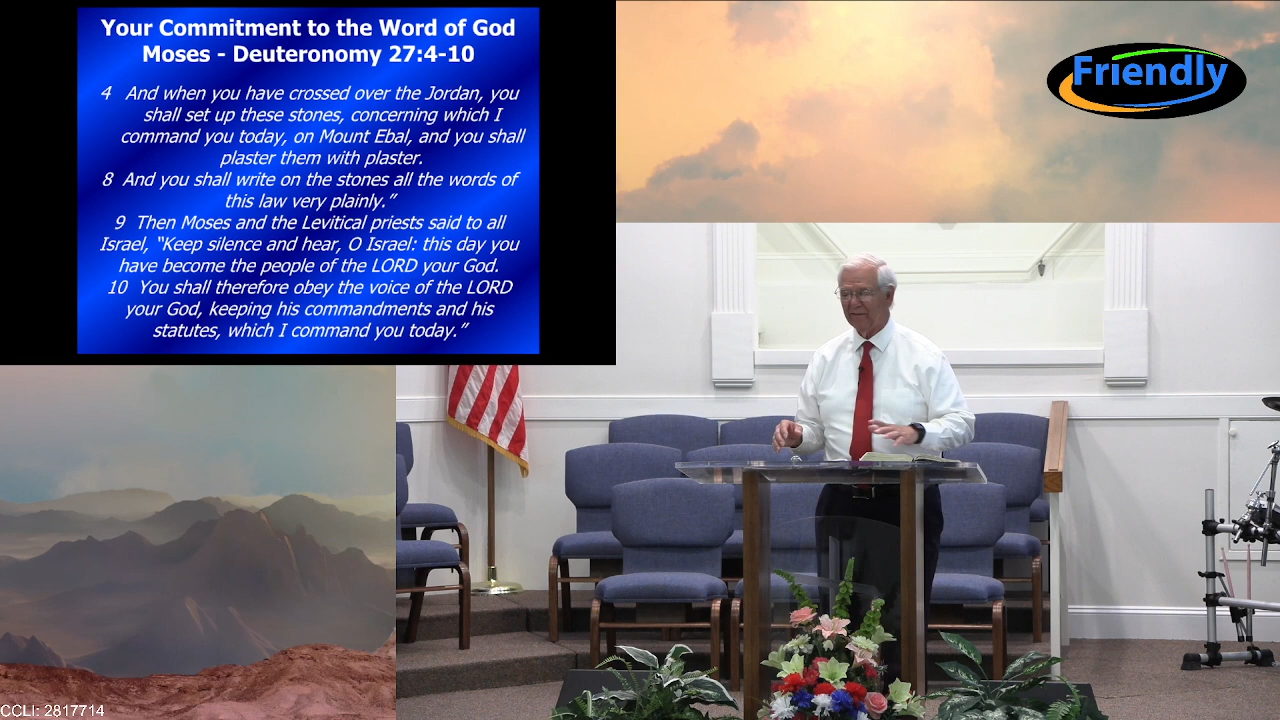 Your Commitment to the Word of God
Moses - Deuteronomy 27:4-10
4 And when you have crossed over the Jordan, you
shall set up these stones, concerning which I
command you today, on Mount Ebal, and you shall
plaster them with plaster.
8 And you shall write on the stones all the words of
this law very plainly.”
9 Then Moses and the Levitical priests said to all
Israel, “Keep silence and hear, O Israel: this day you
have become the people of the LORD your God.
10 You shall therefore obey the voice of the LORD
your God, keeping his commandments and his
statutes, which I command you today.”
Friendly
CCLI: 2817714